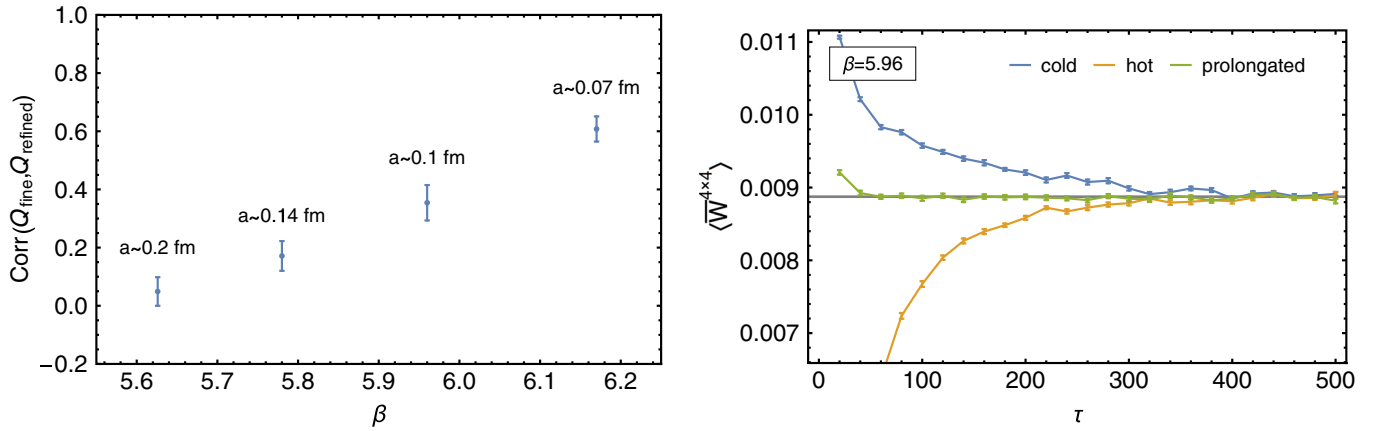 1.0
0.8
0.6
0.4
0.2
0.0
−0.2
Corr(Q_fine,Q_refined)
a~0.2 fm
a~0.14 fm
a~0.1 fm
a~0.07 fm
5.6 5.7 5.8 5.9 6.0 6.1 6.2
β
0.011
0.010
0.009
0.008
0.007
⟨W̅^{4×4}⟩
β=5.96
cold hot prolongated
0 100 200 300 400 500
τ